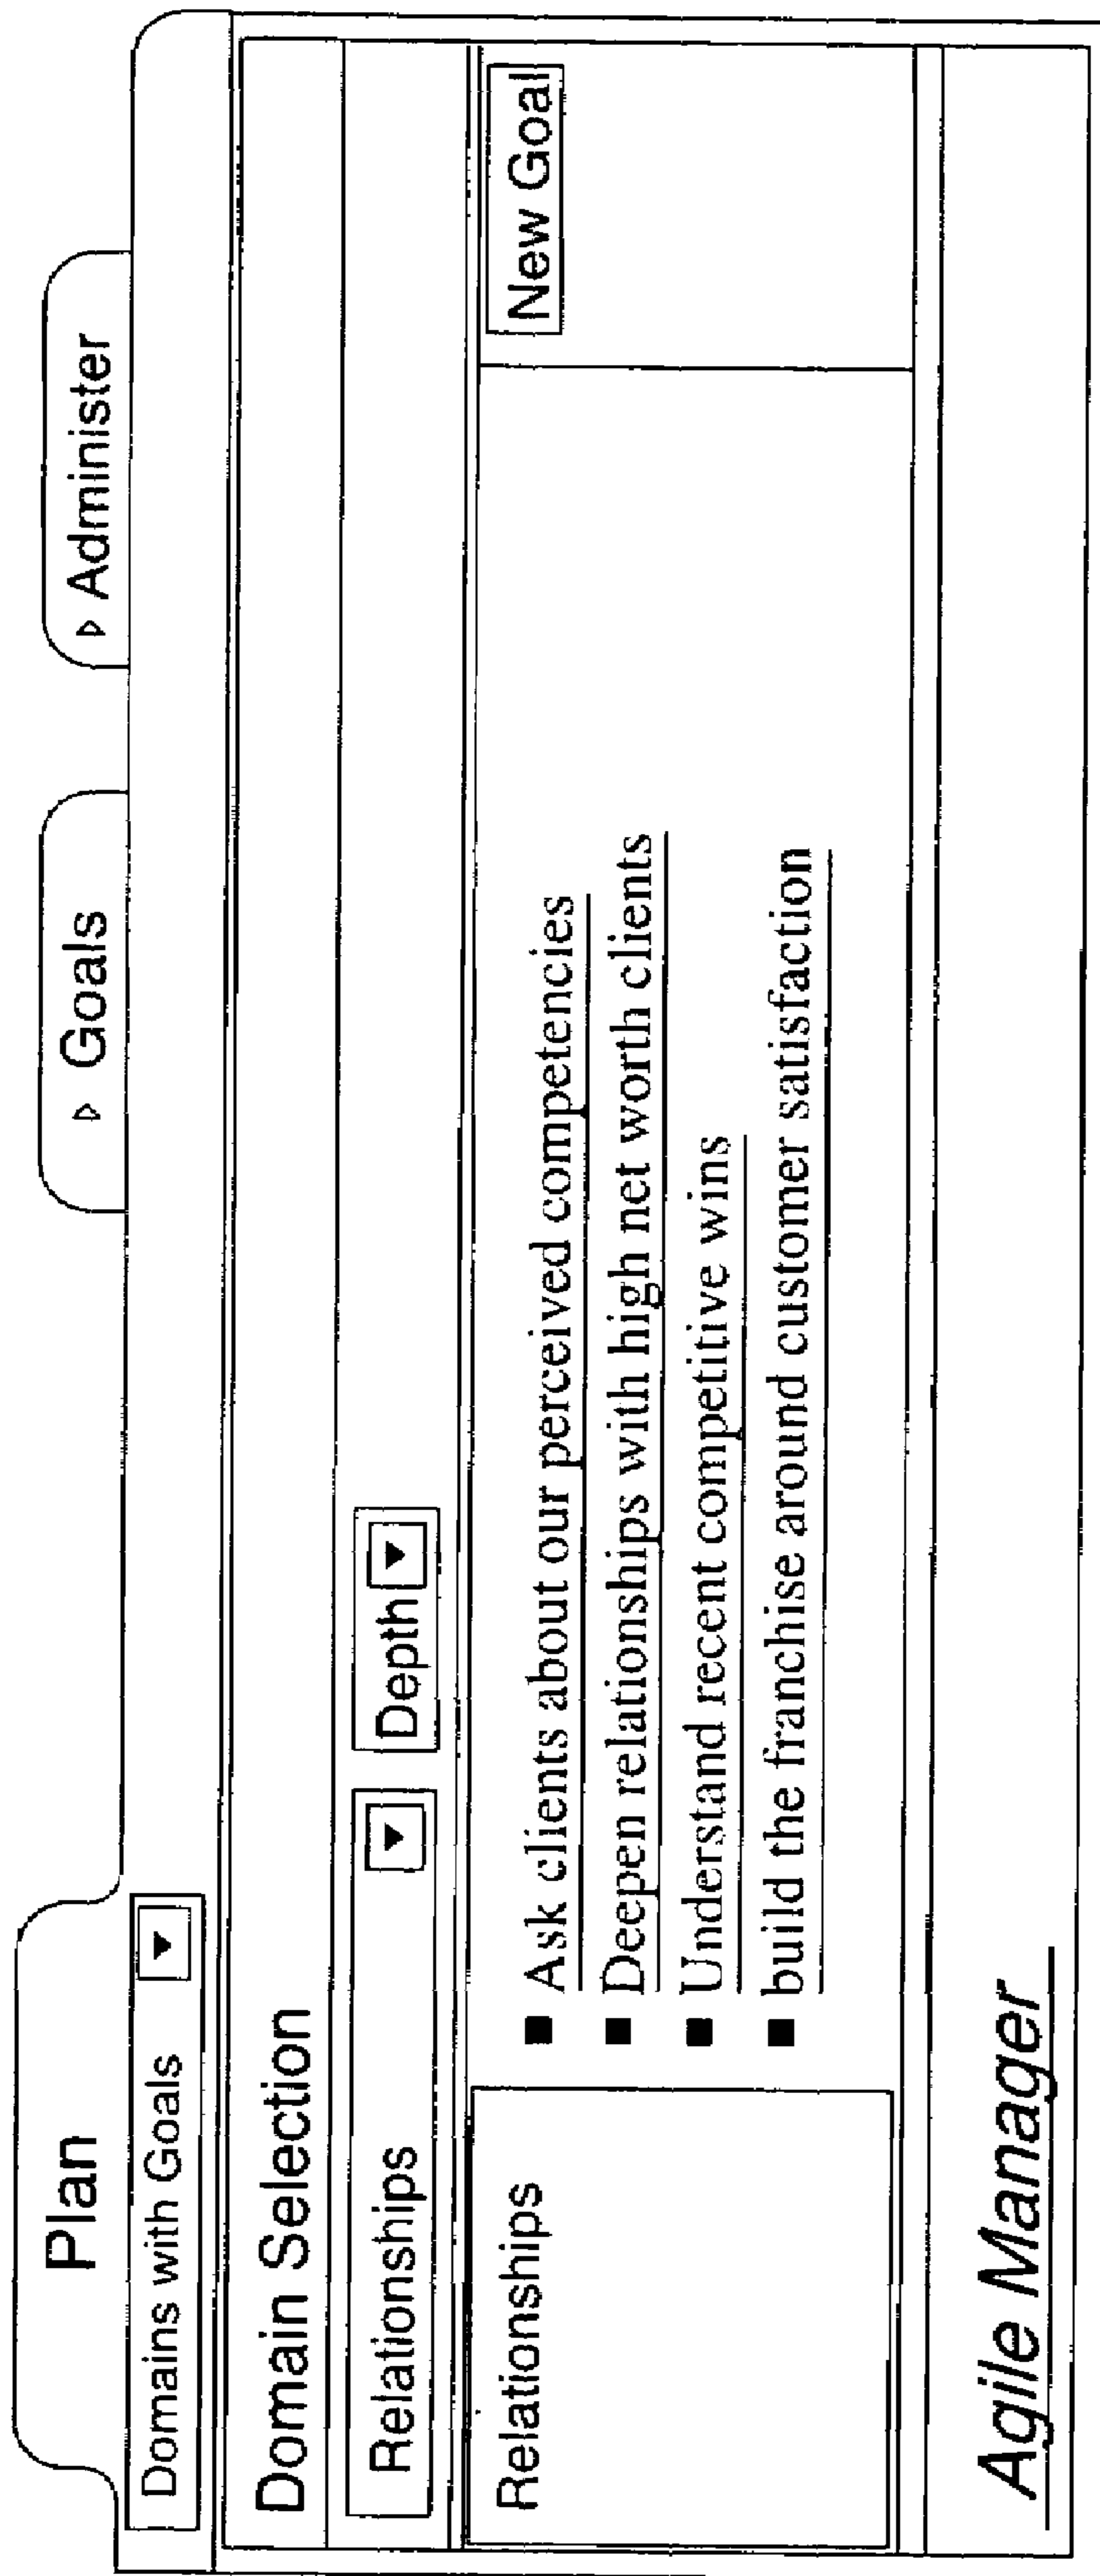 Plan
▹ Goals
▹ Administer
Domains with Goals
Domain Selection
Relationships
Depth
Relationships
■ Ask clients about our perceived competencies
■ Deepen relationships with high net worth clients
■ Understand recent competitive wins
■ build the franchise around customer satisfaction
New Goal
Agile Manager